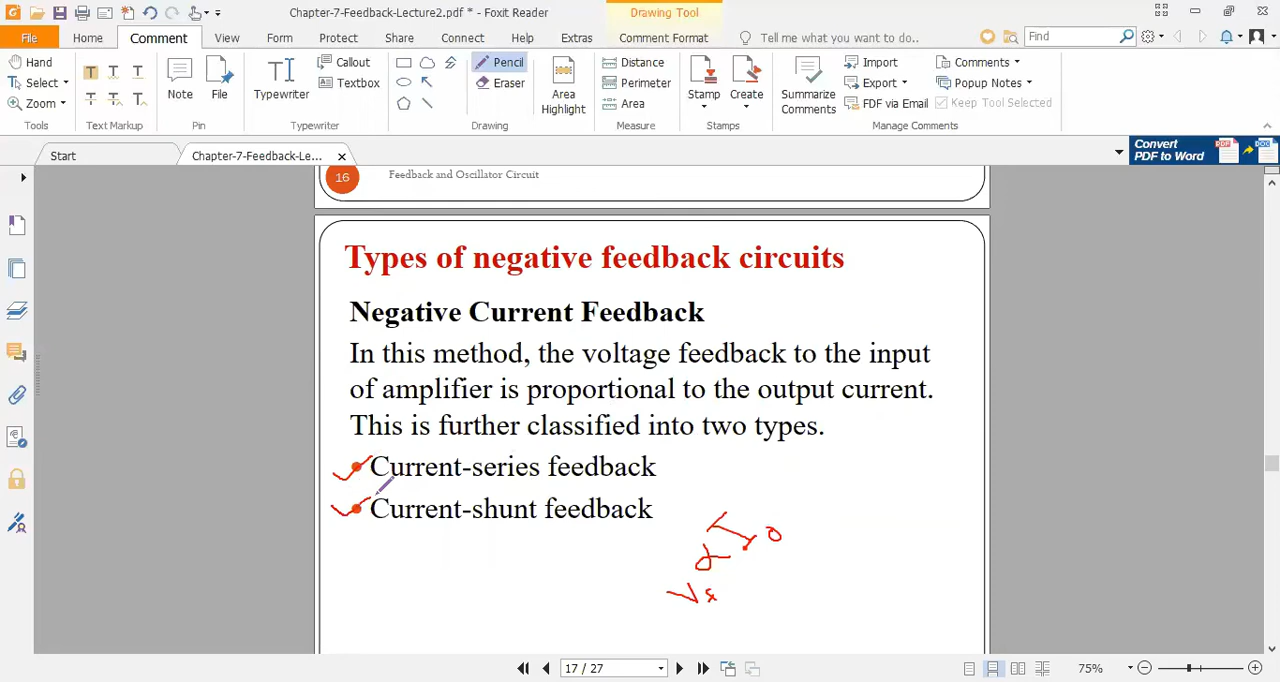 Chapter-7-Feedback-Lecture2.pdf * - Foxit Reader
Drawing Tool
File Home Comment View Form Protect Share Connect Help Extras Comment Format Tell me what you want to do... Find
Hand
Select
Zoom
Tools
Text Markup
Note
File
Pin
Typewriter
Callout
Textbox
Typewriter
Pencil
Eraser
Drawing
Area
Highlight
Distance
Perimeter
Area
Measure
Stamp
Create
Stamps
Summarize
Comments
Import
Export
FDF via Email
Comments
Popup Notes
Keep Tool Selected
Manage Comments
Start
Chapter-7-Feedback-Le...
Convert
PDF to Word
16
Feedback and Oscillator Circuit
Types of negative feedback circuits
Negative Current Feedback
In this method, the voltage feedback to the input
of amplifier is proportional to the output current.
This is further classified into two types.
Current-series feedback
Current-shunt feedback
17 / 27
75%